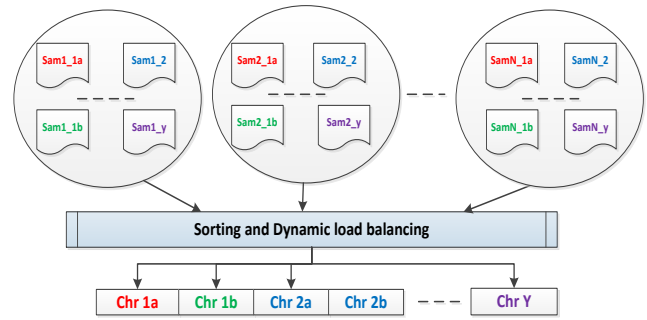 Sam1_1a Sam1_2 Sam2_1a Sam2_2 SamN_1a SamN_2
Sam1_1b Sam1_y Sam2_1b Sam2_y SamN_1b SamN_y
Sorting and Dynamic load balancing
Chr 1a Chr 1b Chr 2a Chr 2b Chr Y